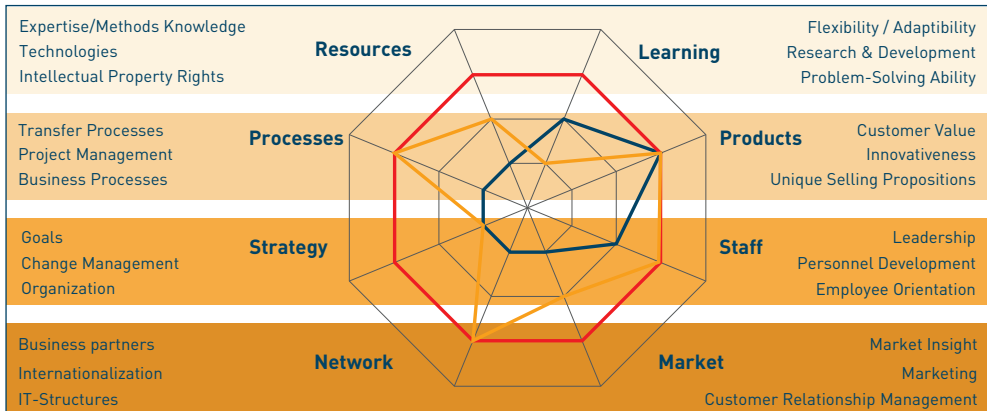 Expertise/Methods Knowledge
Technologies
Intellectual Property Rights
Resources
Learning
Flexibility / Adaptibility
Research & Development
Problem-Solving Ability
Transfer Processes
Project Management
Business Processes
Processes
Products
Customer Value
Innovativeness
Unique Selling Propositions
Goals
Change Management
Organization
Strategy
Staff
Leadership
Personnel Development
Employee Orientation
Business partners
Internationalization
IT-Structures
Network
Market
Market Insight
Marketing
Customer Relationship Management